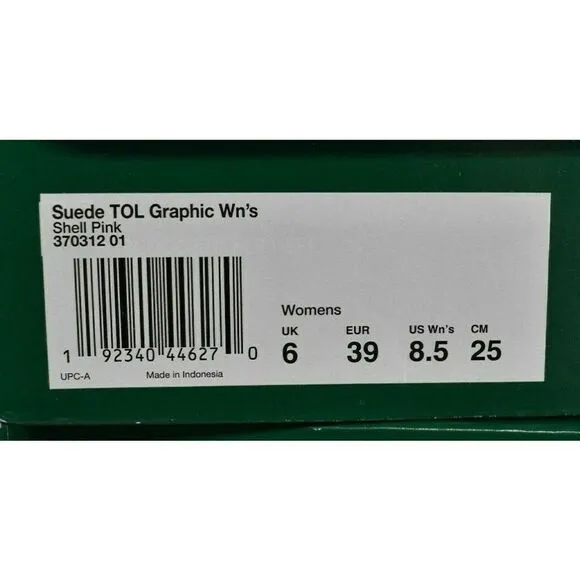 Suede TOL Graphic Wn's
Shell Pink
370312 01
1 92340 44627 0
UPC-A Made in Indonesia
Womens
UK EUR US Wn's CM
6 39 8.5 25